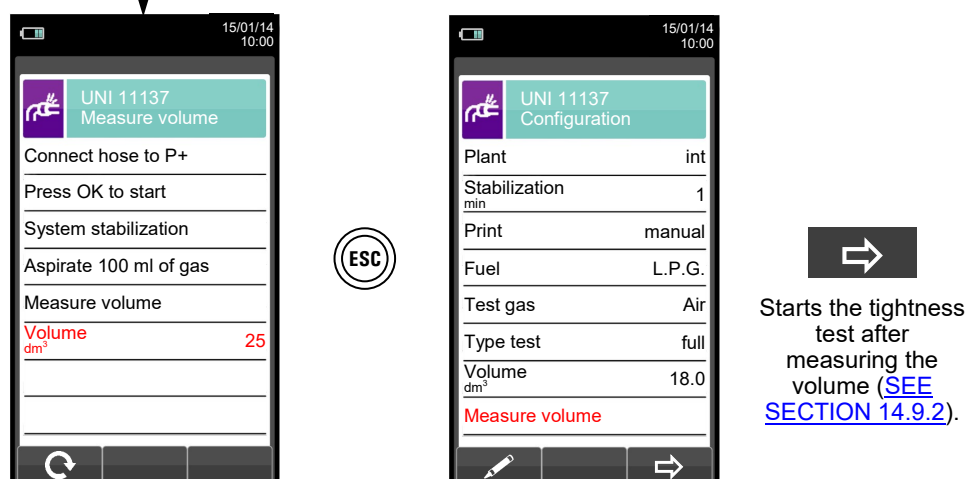 15/01/14
10:00
UNI 11137
Measure volume
Connect hose to P+
Press OK to start
System stabilization
Aspirate 100 ml of gas
Measure volume
Volume 25
dm³
ESC
15/01/14
10:00
UNI 11137
Configuration
Plant int
Stabilization 1
min
Print manual
Fuel L.P.G.
Test gas Air
Type test full
Volume 18.0
dm³
Measure volume
Starts the tightness
test after
measuring the
volume (SEE
SECTION 14.9.2).